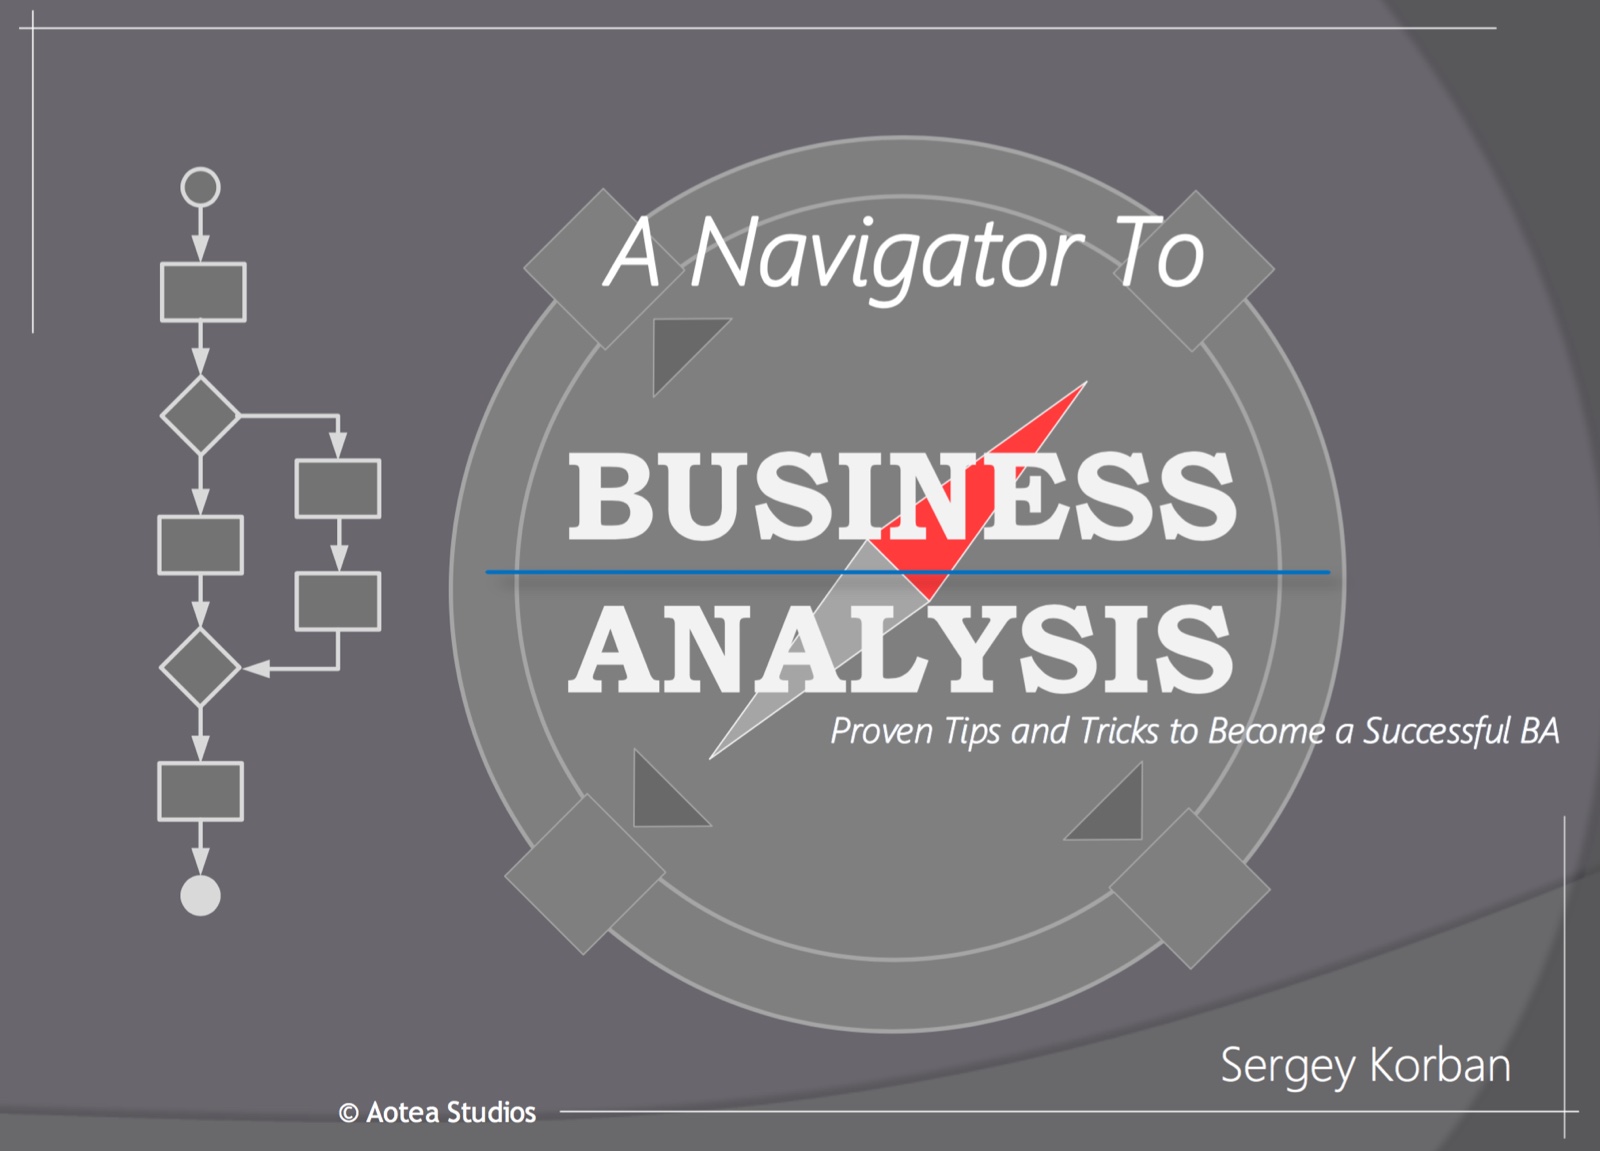 A Navigator To
BUSINESS
ANALYSIS
Proven Tips and Tricks to Become a Successful BA
Sergey Korban
© Aotea Studios